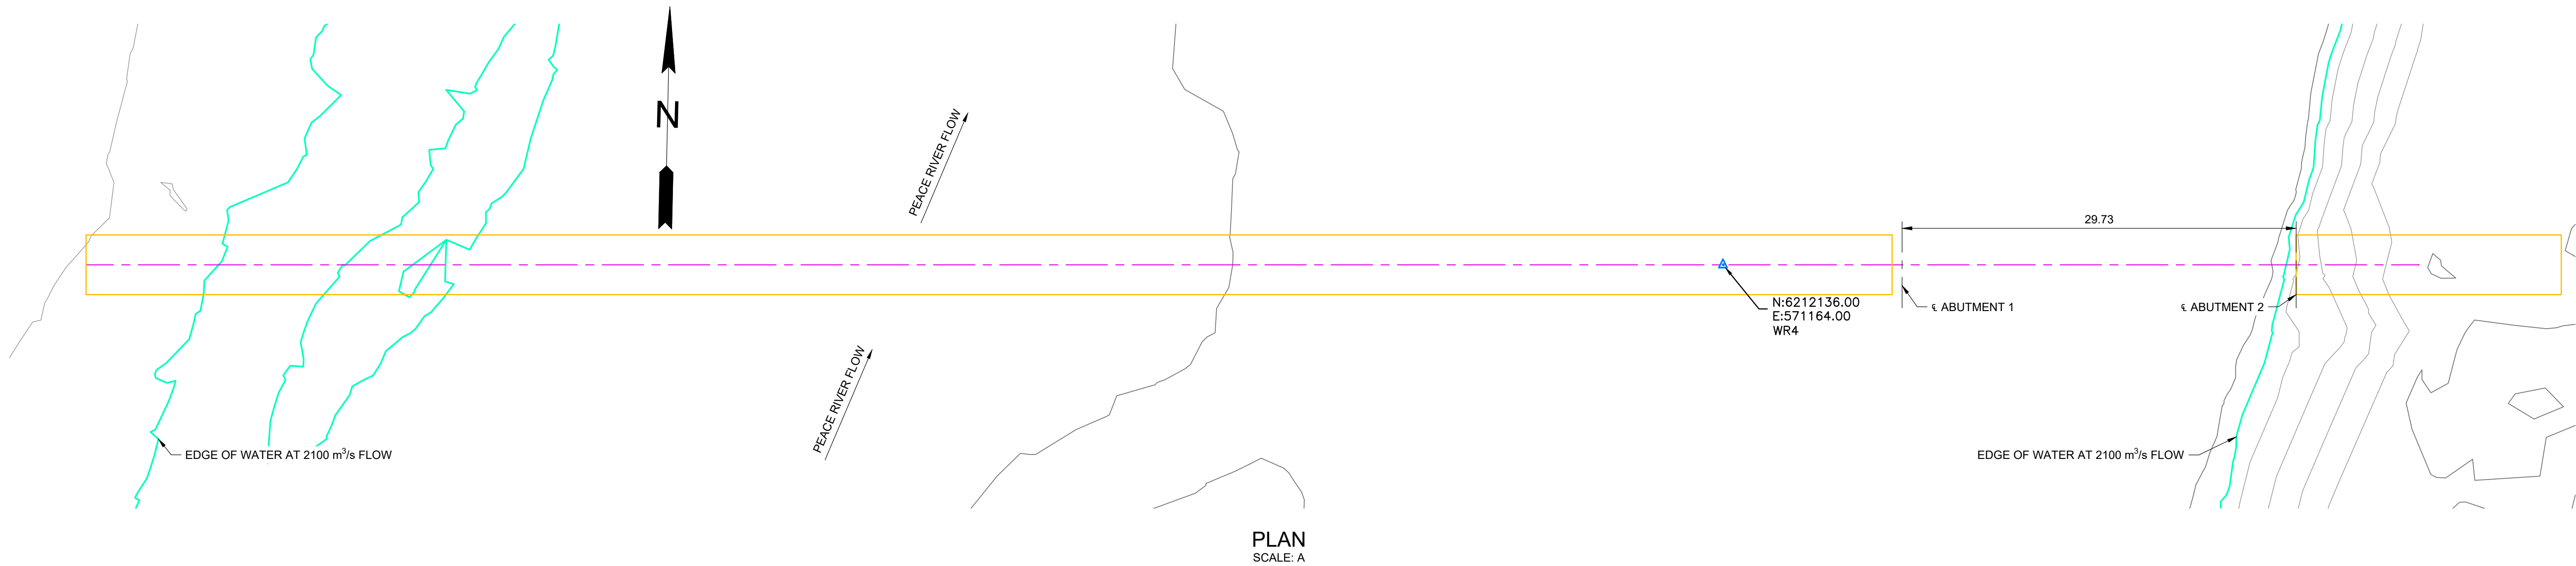 N
PEACE RIVER FLOW
29.73
N:6212136.00
E:571164.00
WR4
℄ ABUTMENT 1
℄ ABUTMENT 2
PEACE RIVER FLOW
EDGE OF WATER AT 2100 m³/s FLOW
EDGE OF WATER AT 2100 m³/s FLOW
PLAN
SCALE: A